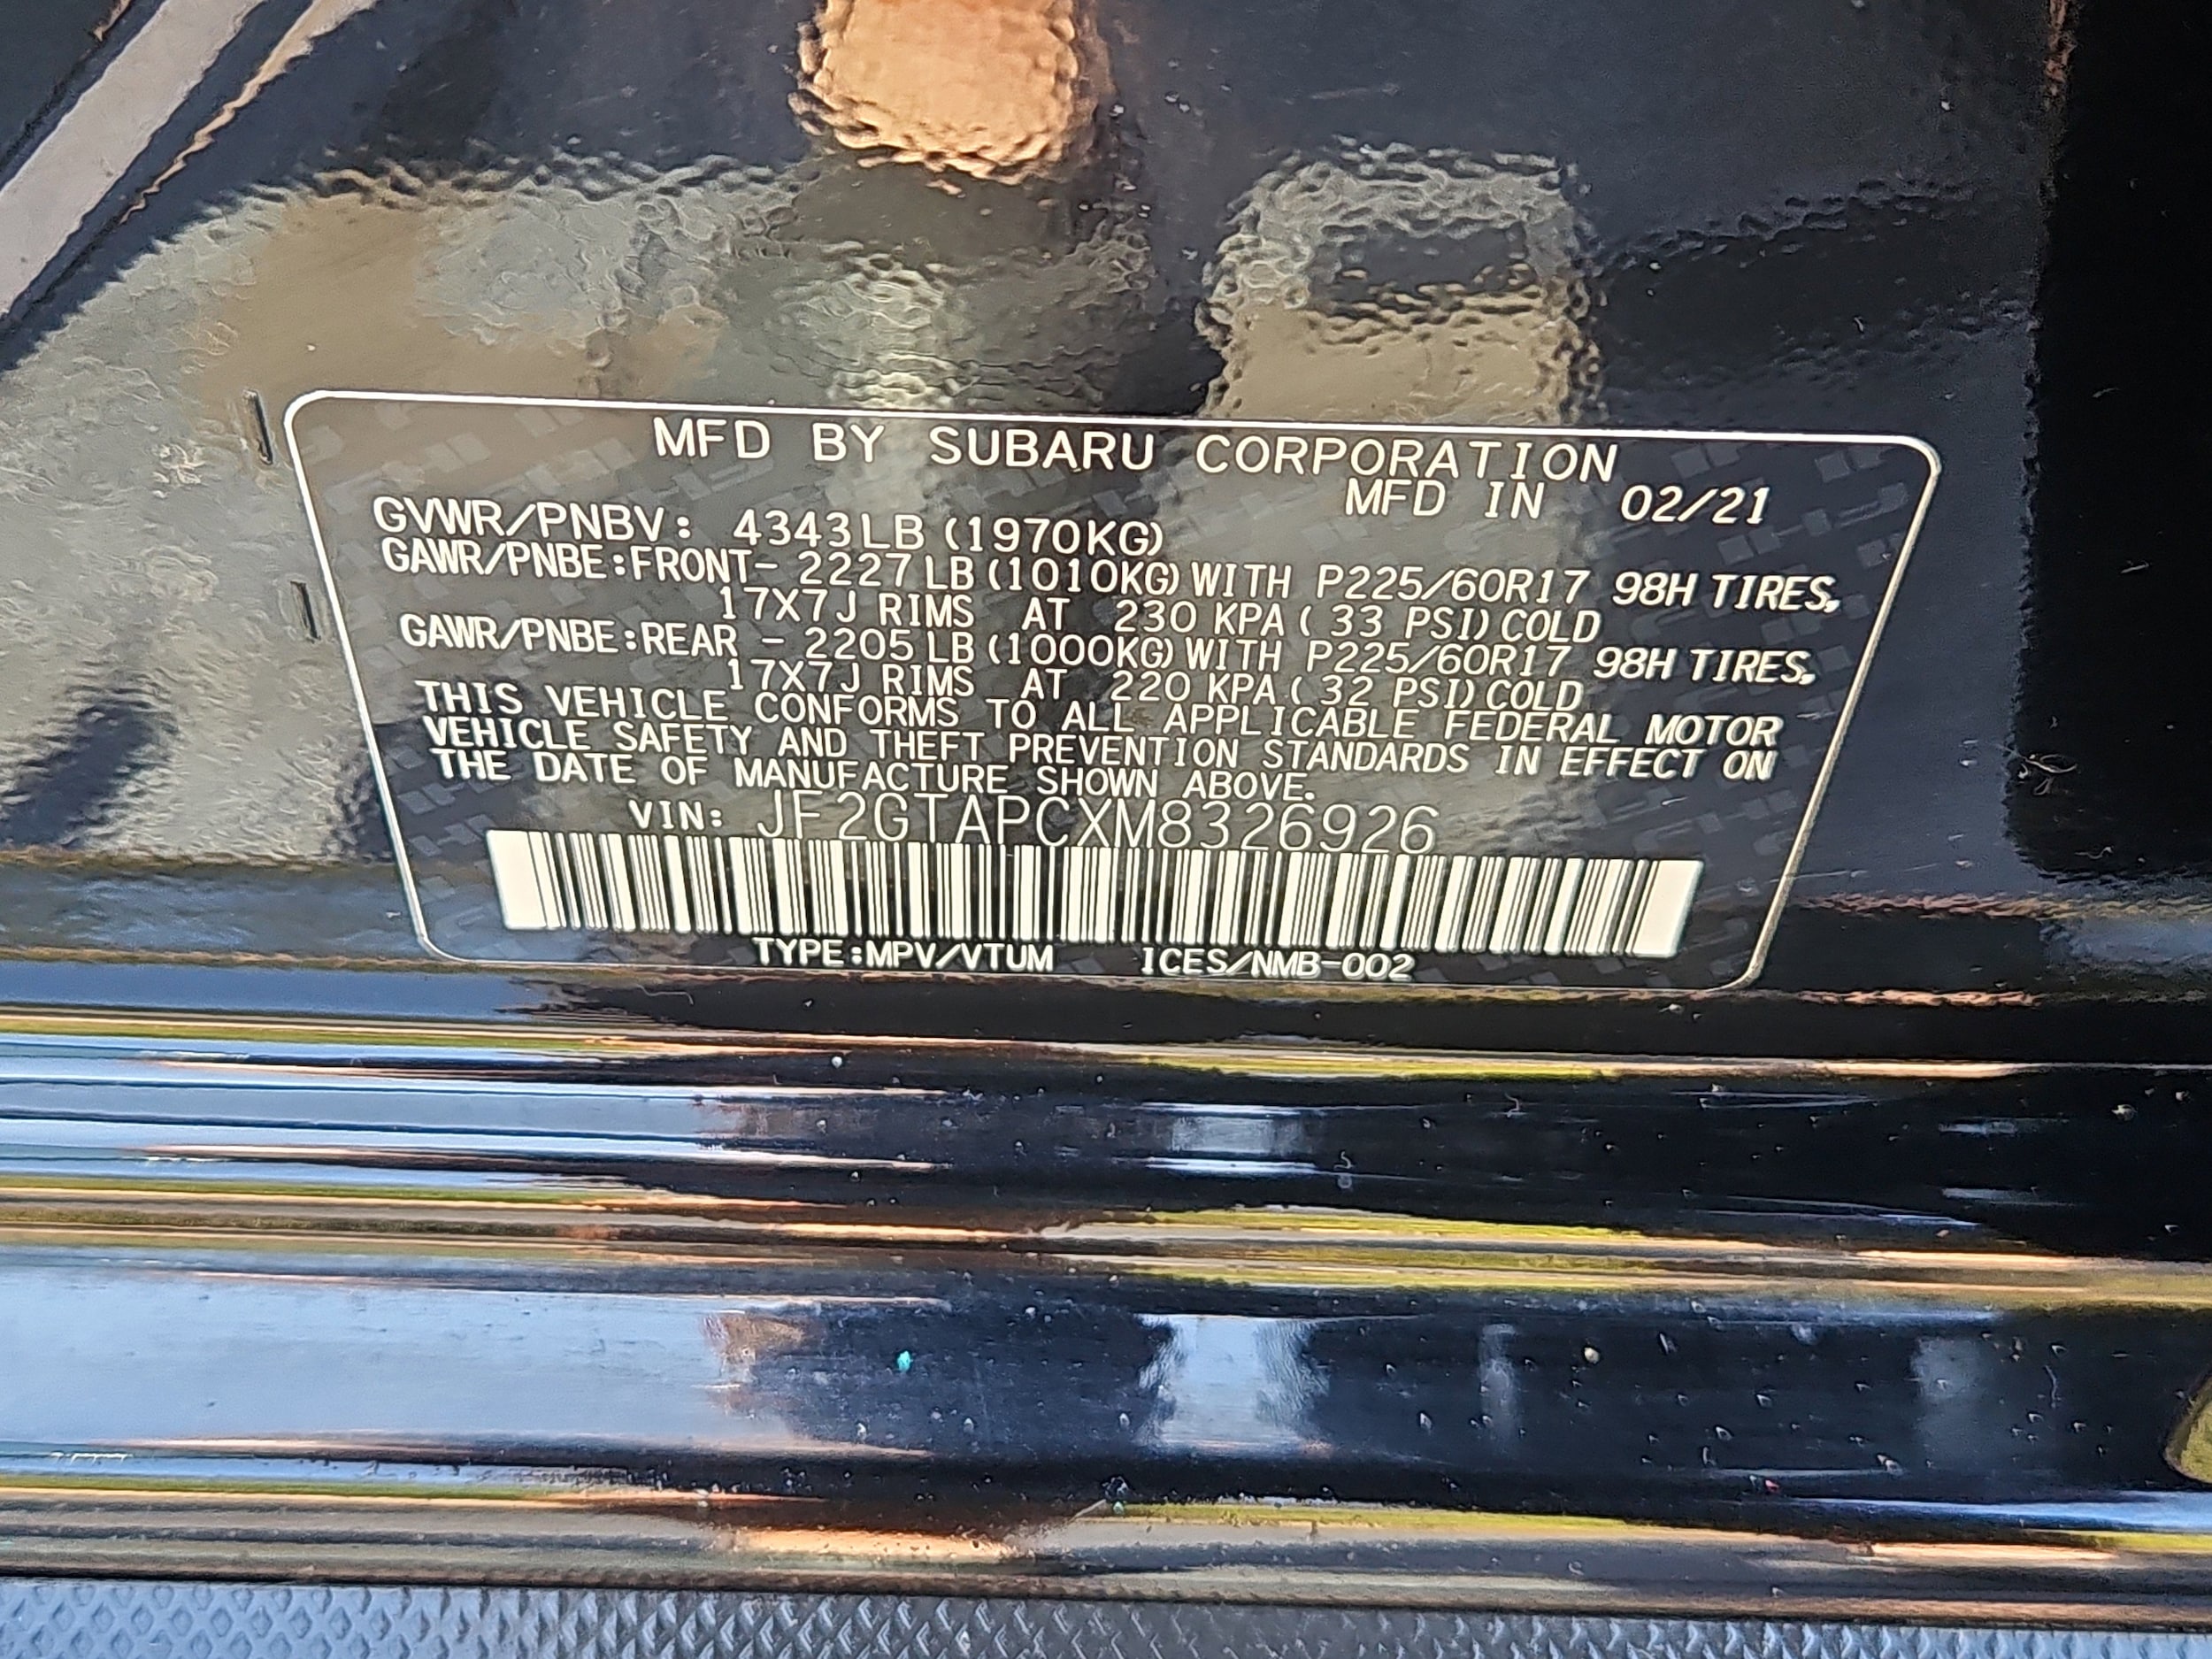 MFD BY SUBARU CORPORATION
MFD IN 02/21
GVWR/PNBV: 4343LB (1970KG)
GAWR/PNBE:FRONT- 2227 LB (1010KG) WITH P225/60R17 98H TIRES,
17X7J RIMS AT 230 KPA ( 33 PSI) COLD
GAWR/PNBE:REAR - 2205 LB (1000KG) WITH P225/60R17 98H TIRES,
17X7J RIMS AT 220 KPA ( 32 PSI) COLD
THIS VEHICLE CONFORMS TO ALL APPLICABLE FEDERAL MOTOR
VEHICLE SAFETY AND THEFT PREVENTION STANDARDS IN EFFECT ON
THE DATE OF MANUFACTURE SHOWN ABOVE.
VIN: JF2GTAPCXM8326926
TYPE:MPV/VTUM ICES/NMB-002